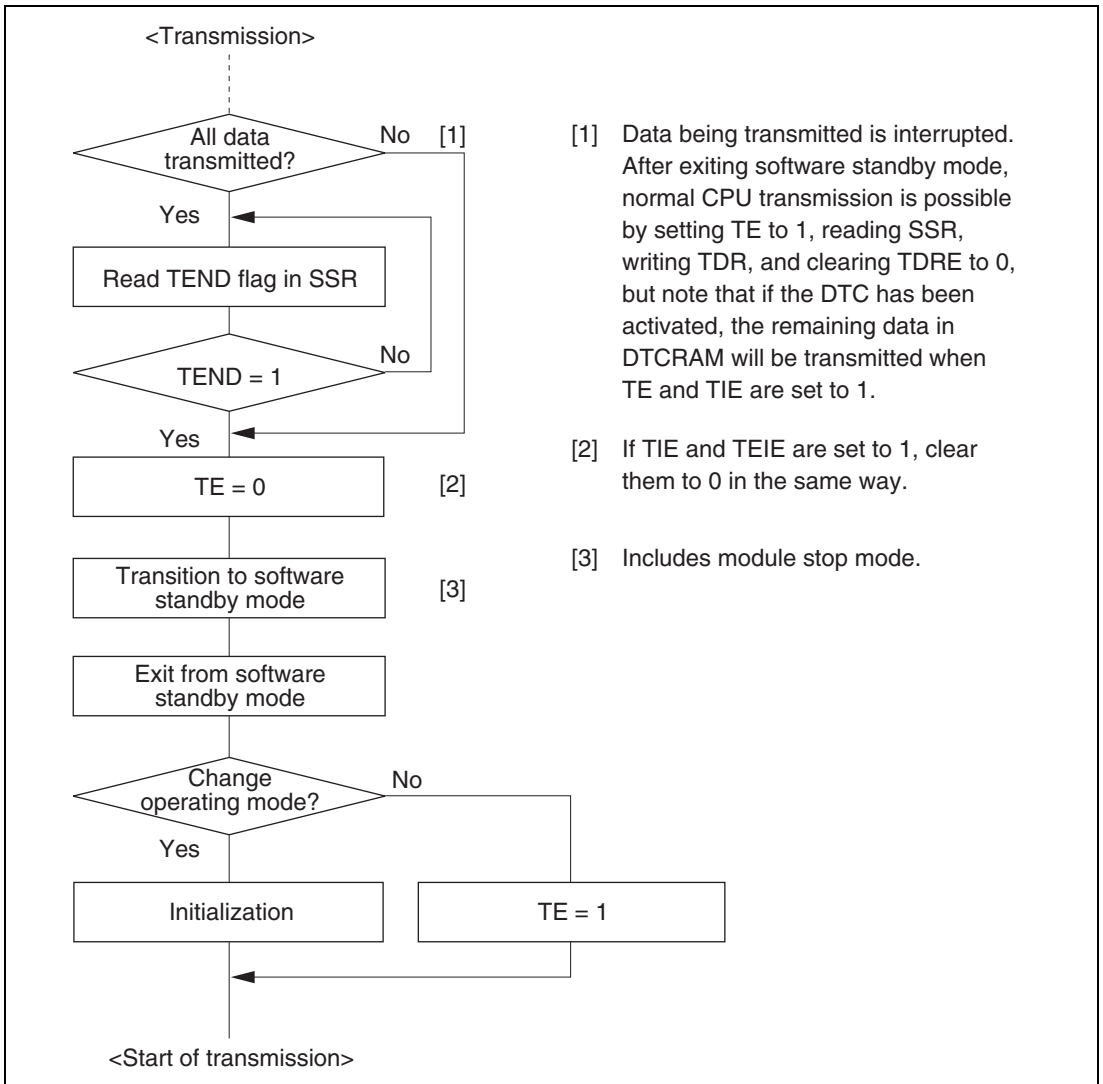 <Transmission>
All data
transmitted?
No
[1]
Yes
Read TEND flag in SSR
TEND = 1
No
Yes
TE = 0
[2]
Transition to software
standby mode
[3]
Exit from software
standby mode
Change
operating mode?
No
Yes
Initialization
TE = 1
<Start of transmission>
[1] Data being transmitted is interrupted.
After exiting software standby mode,
normal CPU transmission is possible
by setting TE to 1, reading SSR,
writing TDR, and clearing TDRE to 0,
but note that if the DTC has been
activated, the remaining data in
DTCRAM will be transmitted when
TE and TIE are set to 1.
[2] If TIE and TEIE are set to 1, clear
them to 0 in the same way.
[3] Includes module stop mode.